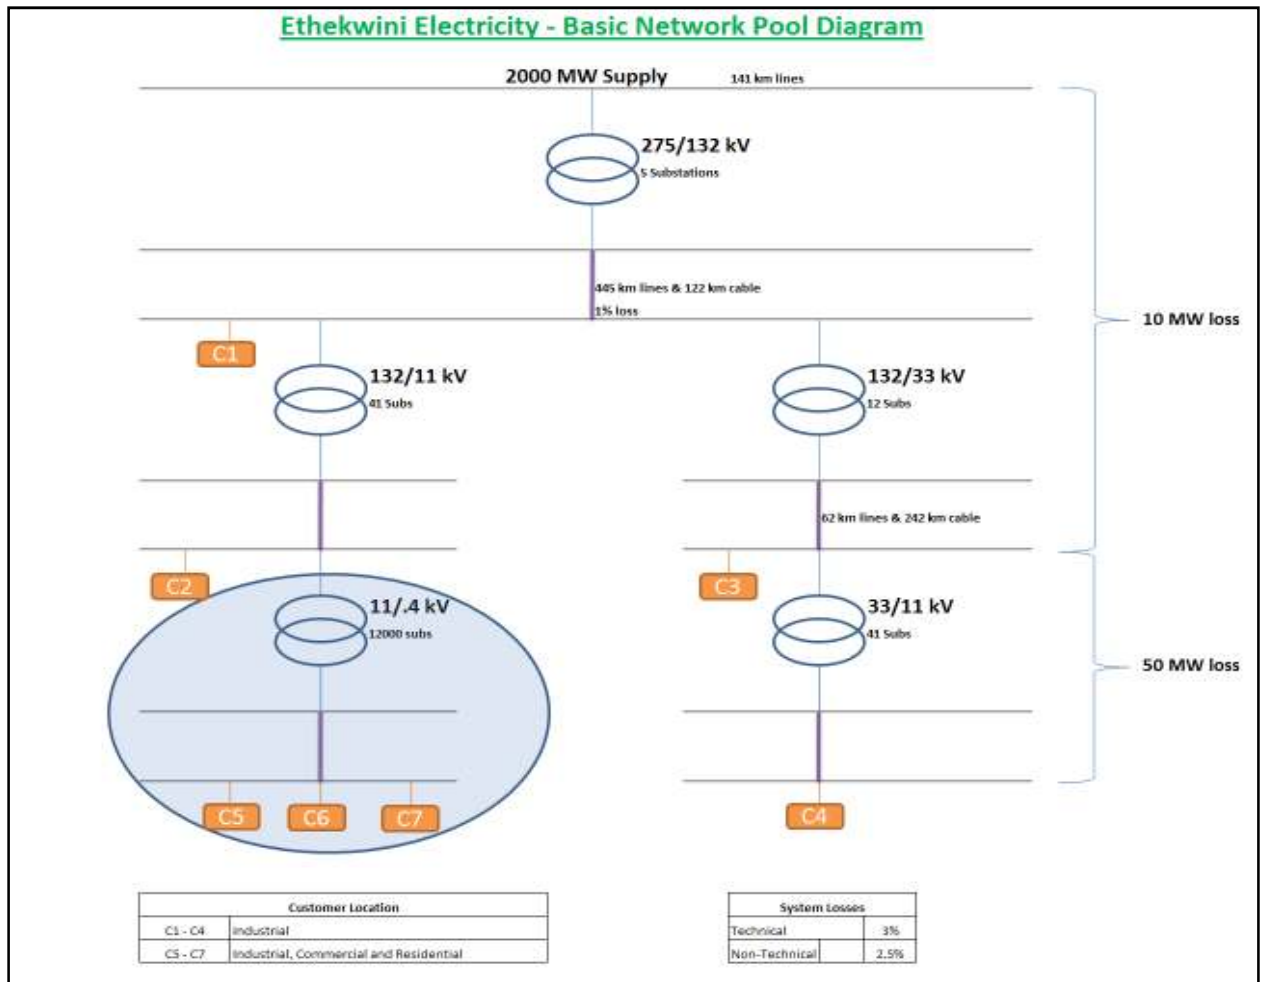 Ethekwini Electricity - Basic Network Pool Diagram
2000 MW Supply
141 km lines
275/132 kV
5 Substations
445 km lines & 122 km cable
1% loss
10 MW loss
C1
132/11 kV
41 Subs
132/33 kV
12 Subs
62 km lines & 242 km cable
C2
C3
11/.4 kV
12000 subs
33/11 kV
41 Subs
50 MW loss
C5
C6
C7
C4
Customer Location
C1 - C4 Industrial
C5 - C7 Industrial, Commercial and Residential
System Losses
Technical 3%
Non-Technical 2.5%